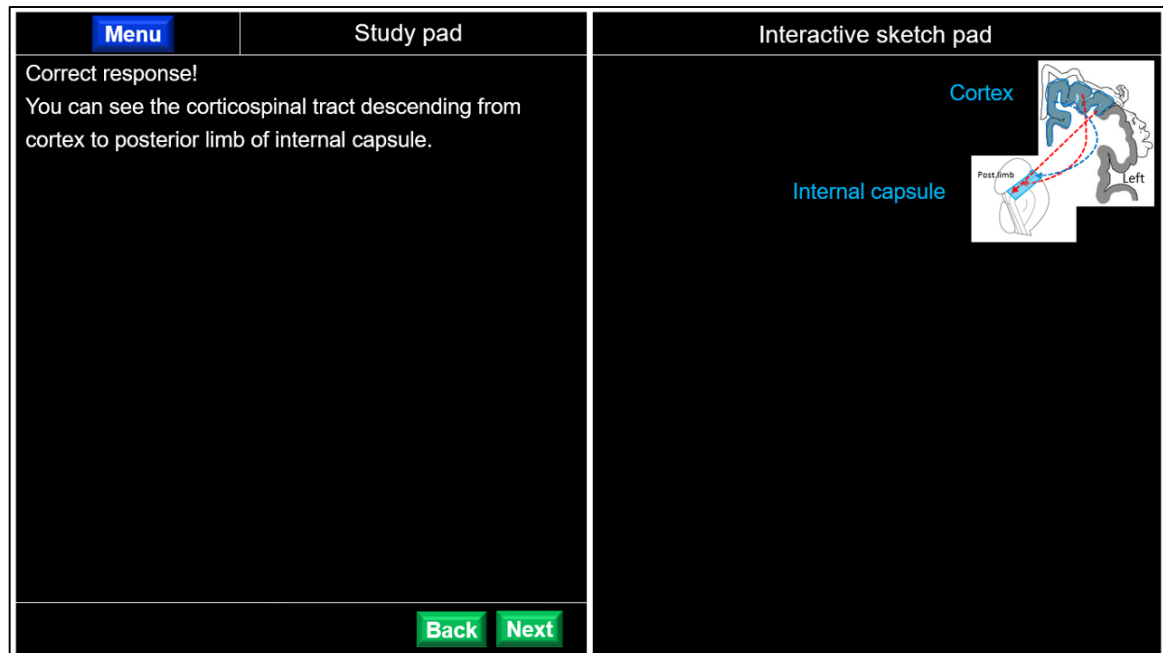 Menu
Study pad
Interactive sketch pad
Correct response!
You can see the corticospinal tract descending from
cortex to posterior limb of internal capsule.
Cortex
Left
Post.limb
Internal capsule
Back
Next